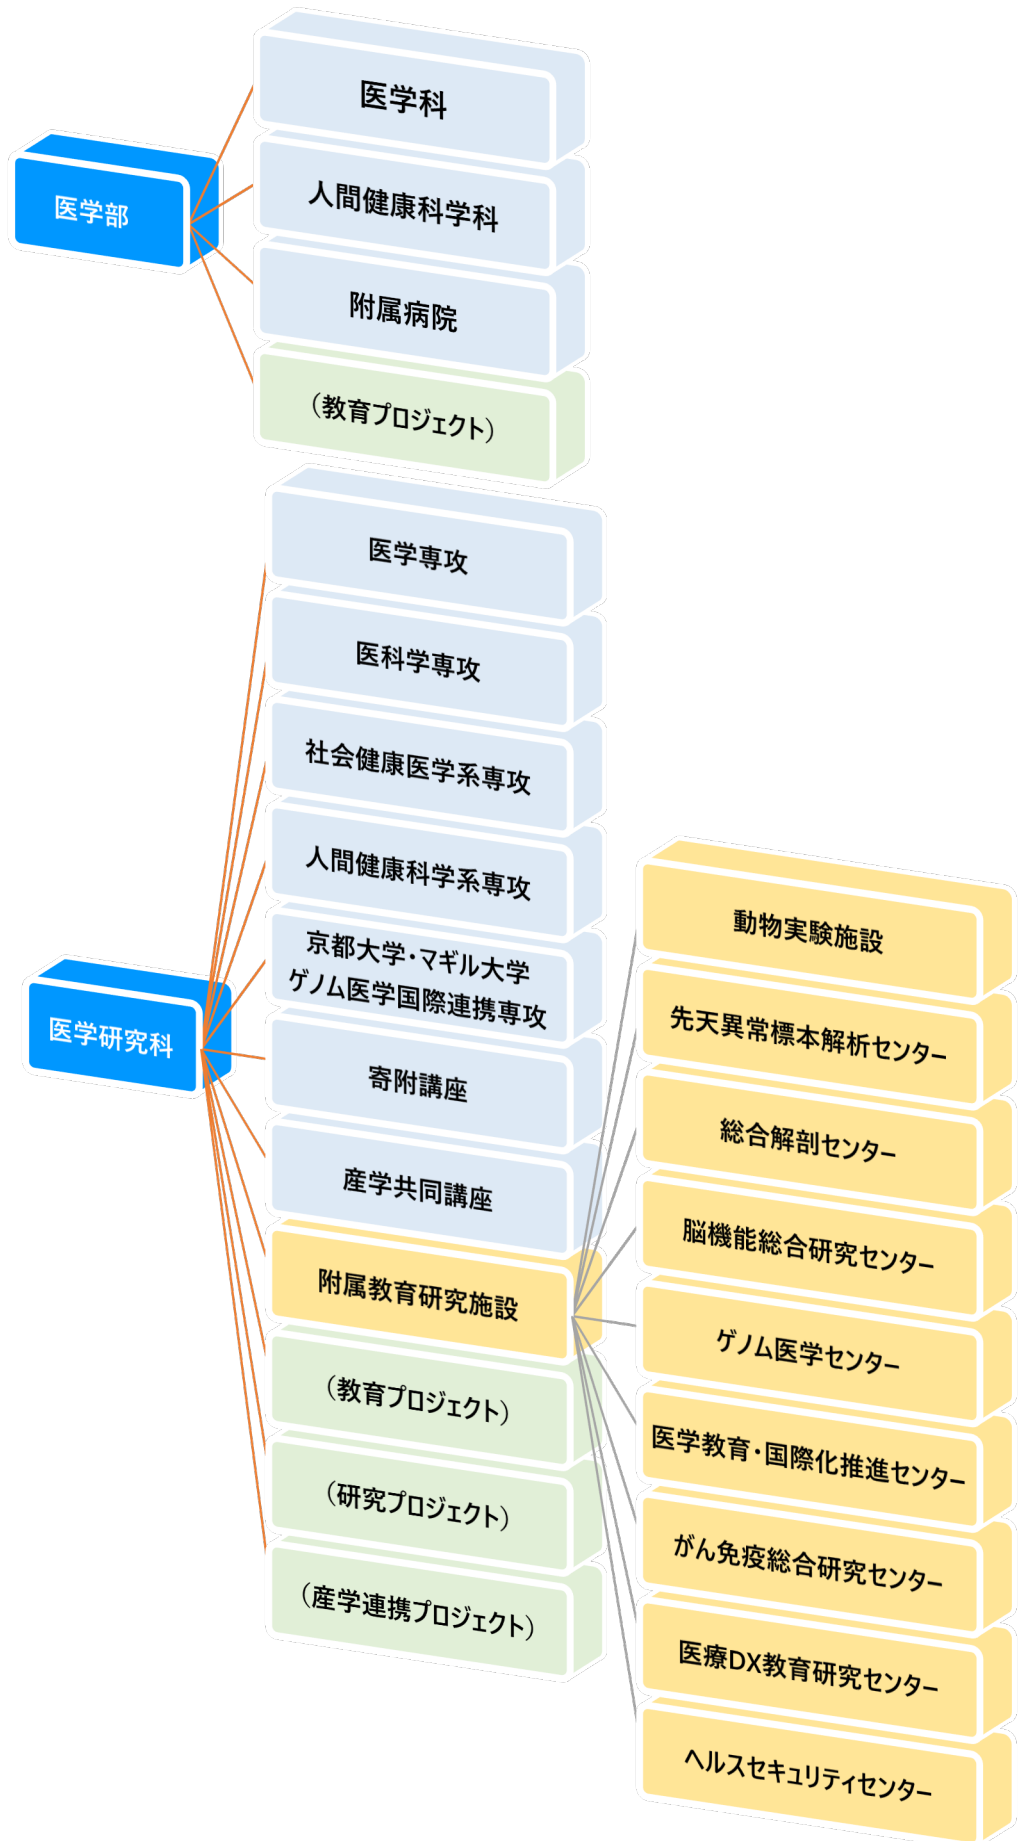 医学部
医学科
人間健康科学科
附属病院
（教育プロジェクト）
医学研究科
医学専攻
医科学専攻
社会健康医学系専攻
人間健康科学系専攻
京都大学・マギル大学
ゲノム医学国際連携専攻
寄附講座
産学共同講座
附属教育研究施設
（教育プロジェクト）
（研究プロジェクト）
（産学連携プロジェクト）
動物実験施設
先天異常標本解析センター
総合解剖センター
脳機能総合研究センター
ゲノム医学センター
医学教育・国際化推進センター
がん免疫総合研究センター
医療DX教育研究センター
ヘルスセキュリティセンター